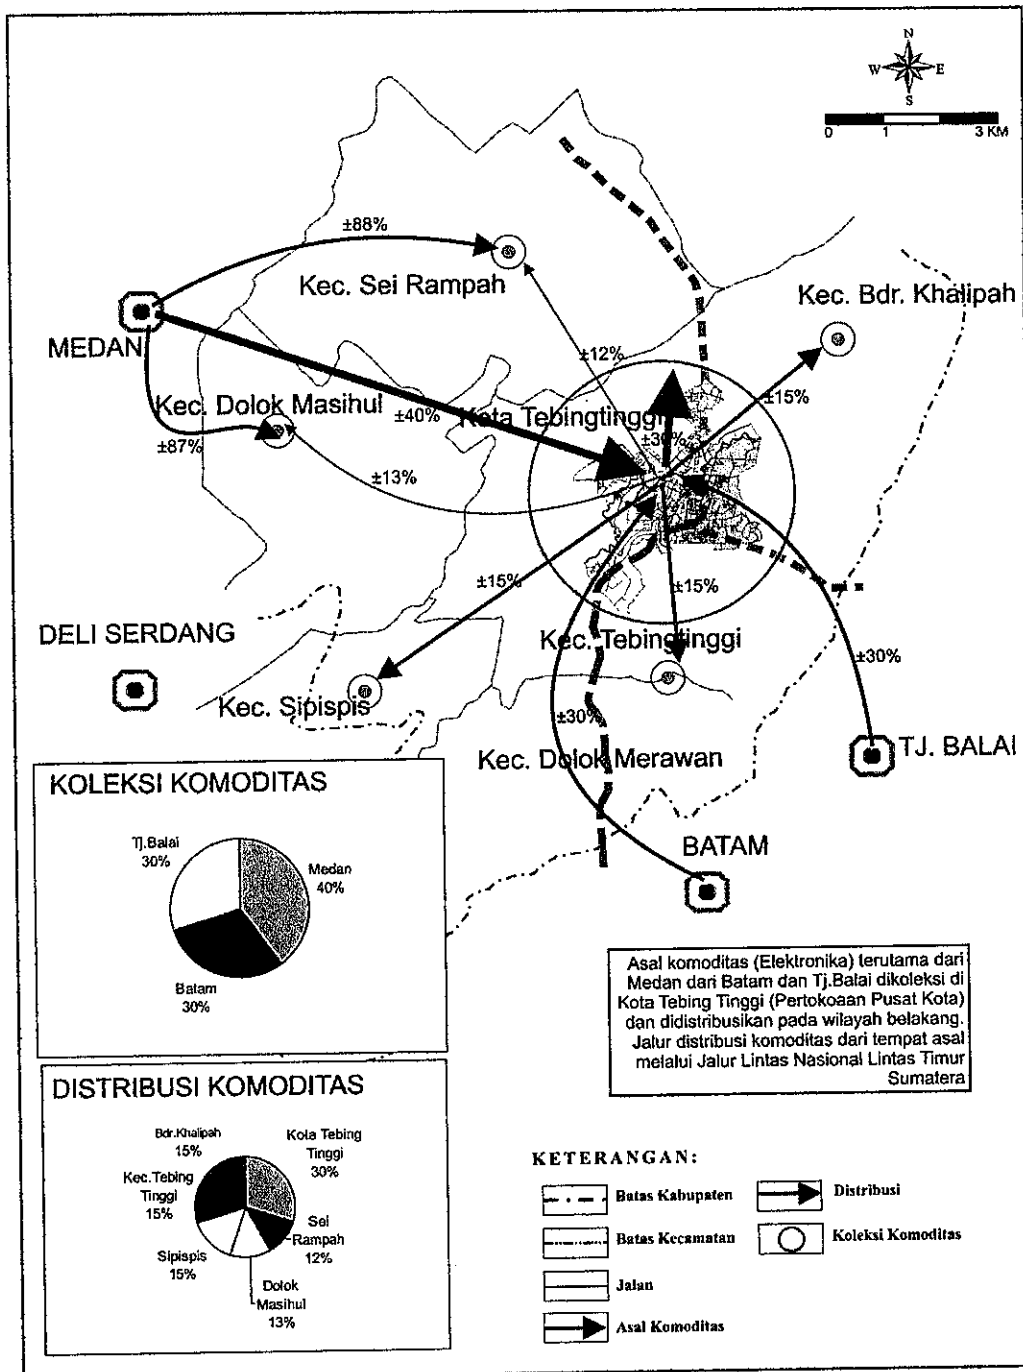 N
W E
S
0 1 3 KM
±88%
Kec. Sei Rampah
Kec. Bdr. Khalipah
MEDAN
±12%
±15%
Kec. Dolok Masihul
±40%
Kota Tebingtinggi
±30%
±87%
±13%
±15%
±15%
DELI SERDANG
Kec. Tebingtinggi
±30%
Kec. Sipispis
±30%
TJ. BALAI
Kec. Dolok Merawan
BATAM
KOLEKSI KOMODITAS
Tj.Balai
30%
Medan
40%
Batam
30%
Asal komoditas (Elektronika) terutama dari
Medan dari Batam dan Tj.Balai dikoleksi di
Kota Tebing Tinggi (Pertokoaan Pusat Kota)
dan didistribusikan pada wilayah belakang.
Jalur distribusi komoditas dari tempat asal
melalui Jalur Lintas Nasional Lintas Timur
Sumatera
DISTRIBUSI KOMODITAS
Bdr.Khalipah
15%
Kota Tebing
Tinggi
30%
Kec.Tebing
Tinggi
15%
Sei
Rampah
12%
Sipispis
15%
Dolok
Masihul
13%
KETERANGAN:
Batas Kabupaten
Distribusi
Batas Kecamatan
Koleksi Komoditas
Jalan
Asal Komoditas